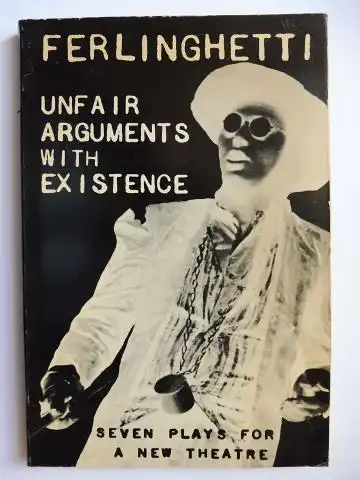 FERLINGHETTI
UNFAIR
ARGUMENTS
WITH
EXISTENCE
SEVEN PLAYS FOR
A NEW THEATRE